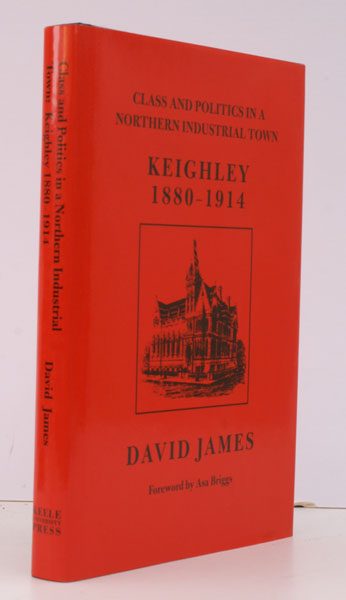 CLASS AND POLITICS IN A
NORTHERN INDUSTRIAL TOWN
KEIGHLEY
1880-1914
DAVID JAMES
Foreword by Asa Briggs
Class and Politics in a Northern Industrial
Town: Keighley 1880-1914
David James
KEELE
UNIVERSITY
PRESS